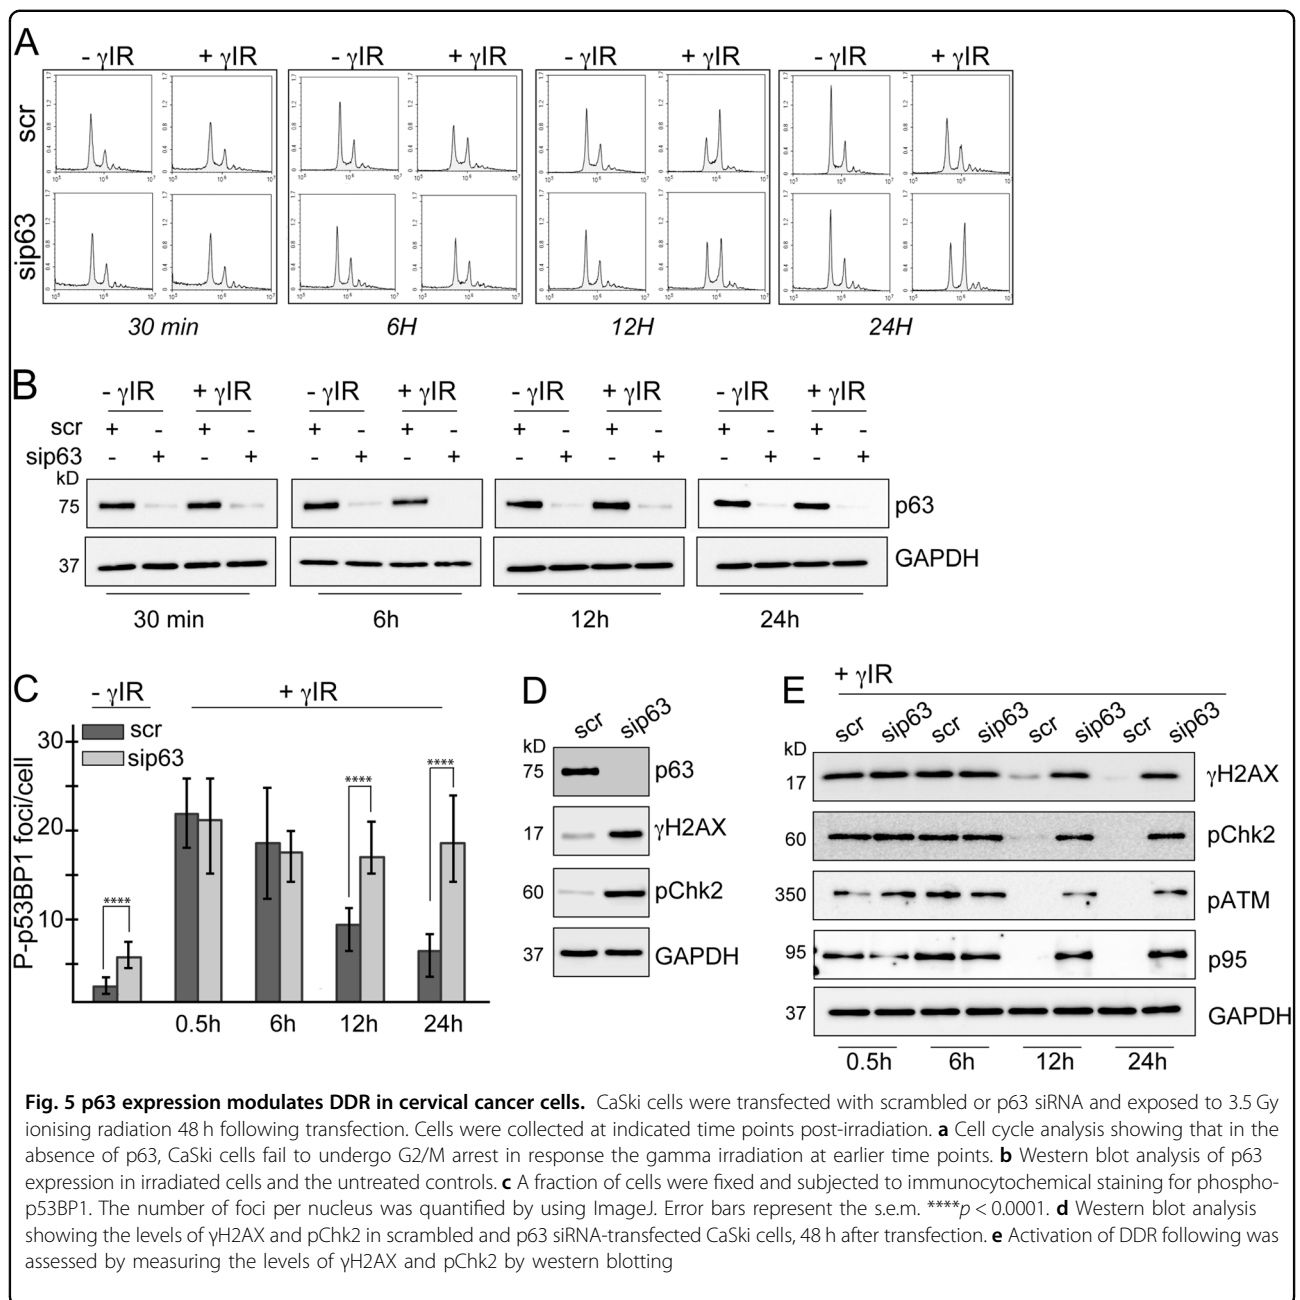 A
- γIR + γIR - γIR + γIR - γIR + γIR - γIR + γIR
scr
sip63
30 min 6H 12H 24H
B
- γIR + γIR - γIR + γIR - γIR + γIR - γIR + γIR
scr + - + - + - + - + - + - + - + -
sip63 - + - + - + - + - + - + - + - +
kD
75 p63
37 GAPDH
30 min 6h 12h 24h
C
- γIR + γIR
P-p53BP1 foci/cell
30
20
10
scr
sip63
**** **** ****
0.5h 6h 12h 24h
D
scr sip63
kD
75 p63
17 γH2AX
60 pChk2
37 GAPDH
E
+ γIR
scr sip63 scr sip63 scr sip63 scr sip63
kD
17 γH2AX
60 pChk2
350 pATM
95 p95
37 GAPDH
0.5h 6h 12h 24h
Fig. 5 p63 expression modulates DDR in cervical cancer cells. CaSki cells were transfected with scrambled or p63 siRNA and exposed to 3.5 Gy
ionising radiation 48 h following transfection. Cells were collected at indicated time points post-irradiation. a Cell cycle analysis showing that in the
absence of p63, CaSki cells fail to undergo G2/M arrest in response the gamma irradiation at earlier time points. b Western blot analysis of p63
expression in irradiated cells and the untreated controls. c A fraction of cells were fixed and subjected to immunocytochemical staining for phospho-
p53BP1. The number of foci per nucleus was quantified by using ImageJ. Error bars represent the s.e.m. ****p < 0.0001. d Western blot analysis
showing the levels of γH2AX and pChk2 in scrambled and p63 siRNA-transfected CaSki cells, 48 h after transfection. e Activation of DDR following was
assessed by measuring the levels of γH2AX and pChk2 by western blotting